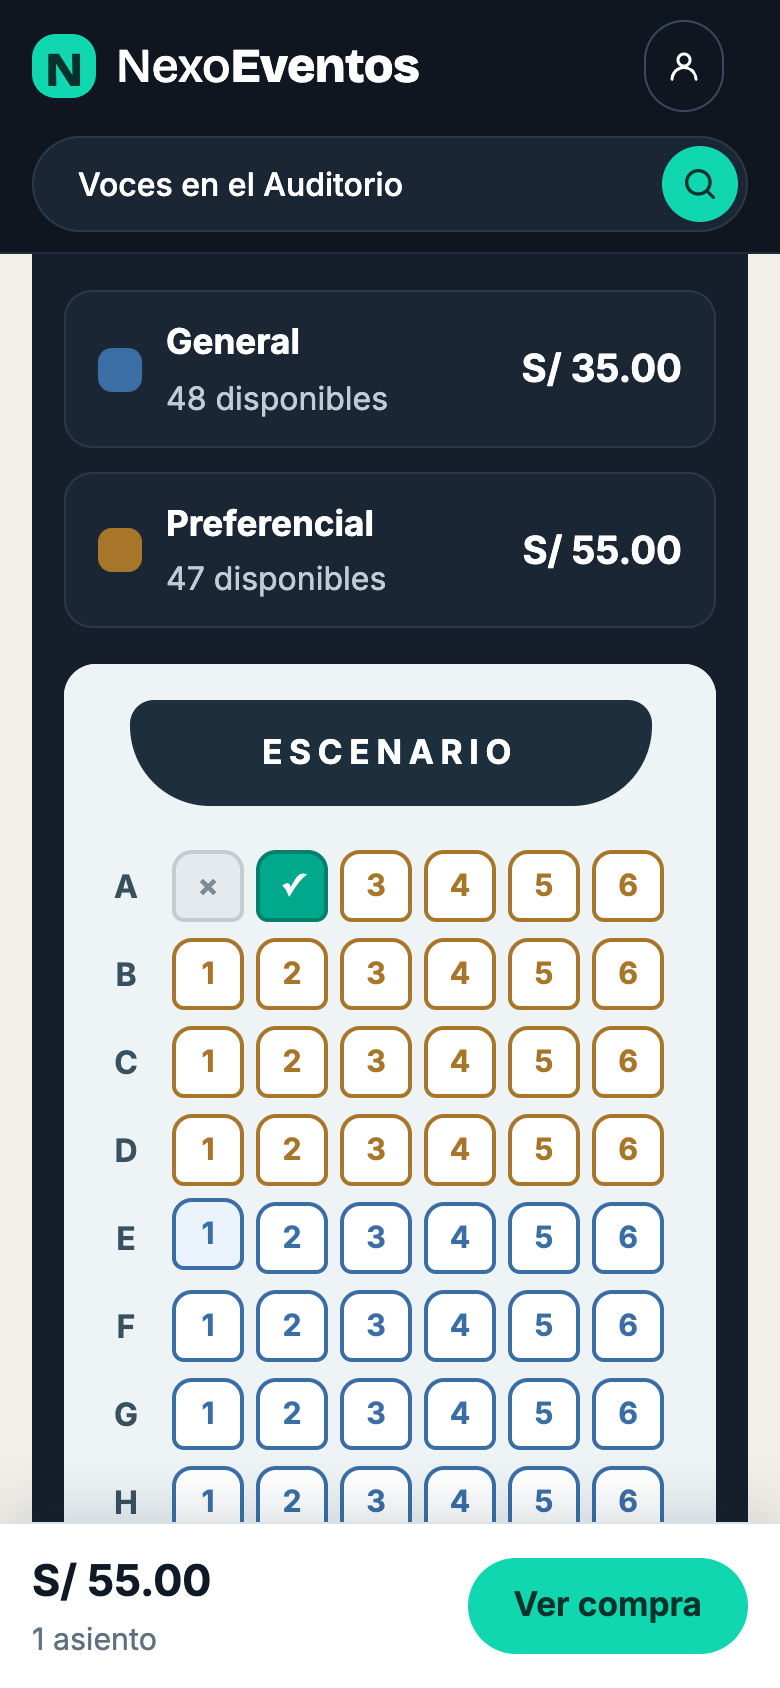 N NexoEventos
Voces en el Auditorio
General
48 disponibles
S/ 35.00
Preferencial
47 disponibles
S/ 55.00
ESCENARIO
A × ✓ 3 4 5 6
B 1 2 3 4 5 6
C 1 2 3 4 5 6
D 1 2 3 4 5 6
E 1 2 3 4 5 6
F 1 2 3 4 5 6
G 1 2 3 4 5 6
H 1 2 3 4 5 6
S/ 55.00
1 asiento
Ver compra